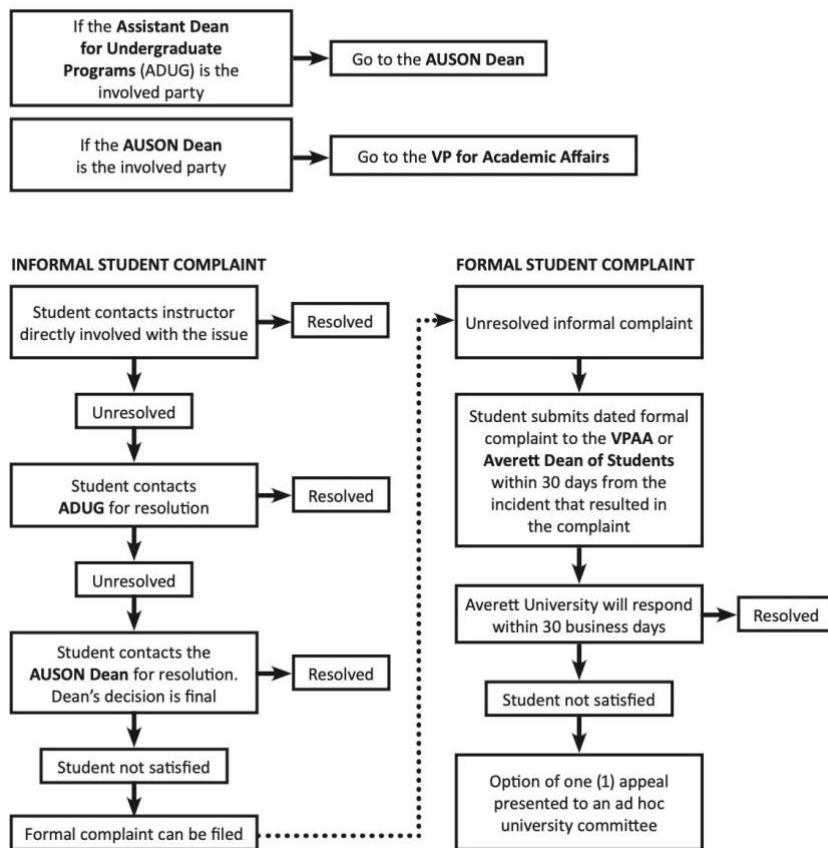 If the Assistant Dean
for Undergraduate
Programs (ADUG) is the
involved party
Go to the AUSON Dean
If the AUSON Dean
is the involved party
Go to the VP for Academic Affairs
INFORMAL STUDENT COMPLAINT
Student contacts instructor
directly involved with the issue
Resolved
Unresolved
Student contacts
ADUG for resolution
Resolved
Unresolved
Student contacts the
AUSON Dean for resolution.
Dean's decision is final
Resolved
Student not satisfied
Formal complaint can be filed
FORMAL STUDENT COMPLAINT
Unresolved informal complaint
Student submits dated formal
complaint to the VPAA or
Averett Dean of Students
within 30 days from the
incident that resulted in
the complaint
Averett University will respond
within 30 business days
Resolved
Student not satisfied
Option of one (1) appeal
presented to an ad hoc
university committee